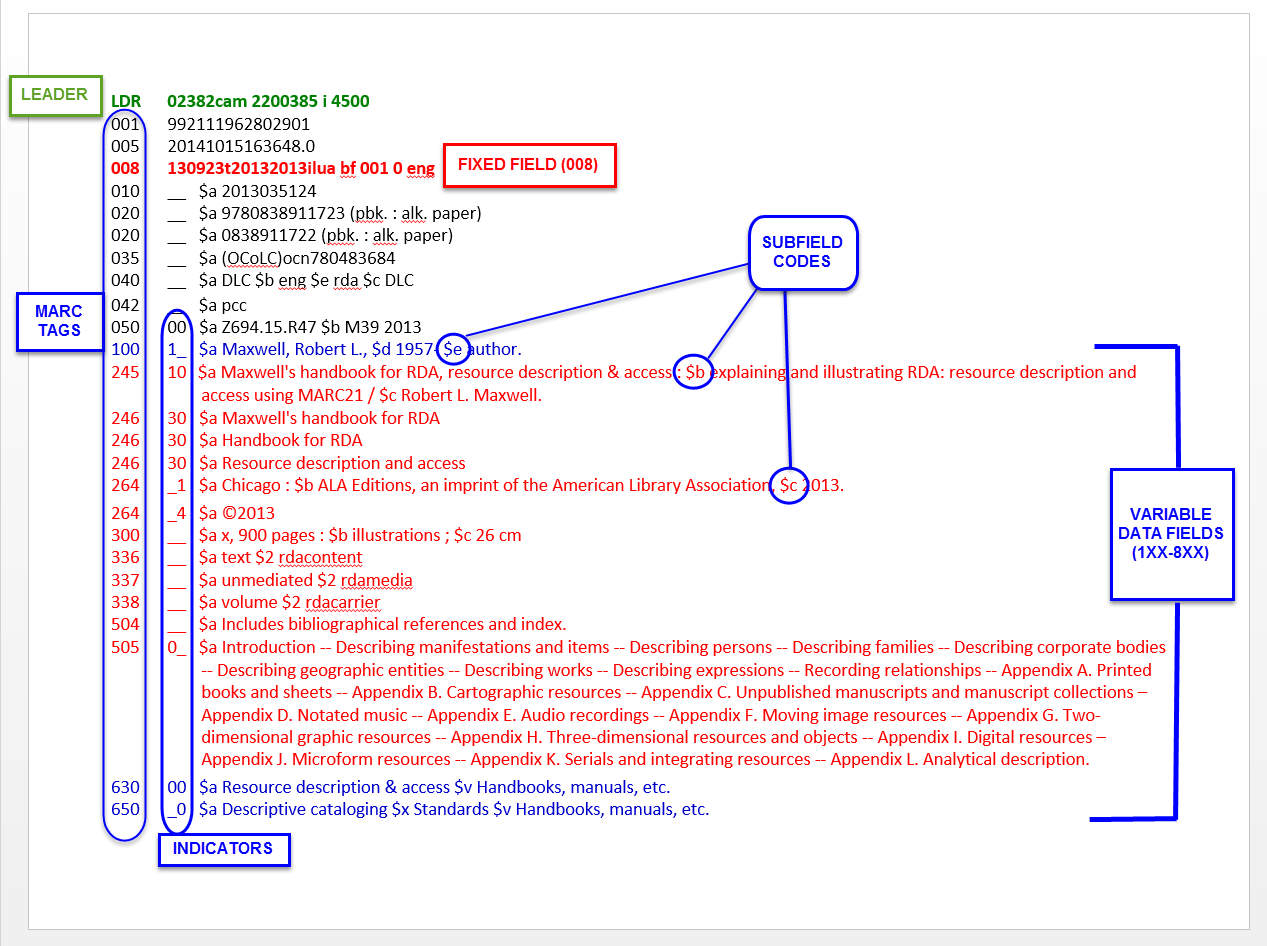 LEADER
LDR 02382cam 2200385 i 4500
001 992111962802901
005 20141015163648.0
008 130923t20132013ilua bf 001 0 eng
FIXED FIELD (008)
010 __ $a 2013035124
020 __ $a 9780838911723 (pbk. : alk. paper)
020 __ $a 0838911722 (pbk. : alk. paper)
035 __ $a (OCoLC)ocn780483684
040 __ $a DLC $b eng $e rda $c DLC
SUBFIELD
CODES
MARC
TAGS
042 __ $a pcc
050 00 $a Z694.15.R47 $b M39 2013
100 1_ $a Maxwell, Robert L., $d 1957- $e author.
245 10 $a Maxwell's handbook for RDA, resource description & access : $b explaining and illustrating RDA: resource description and
access using MARC21 / $c Robert L. Maxwell.
246 30 $a Maxwell's handbook for RDA
246 30 $a Handbook for RDA
246 30 $a Resource description and access
264 _1 $a Chicago : $b ALA Editions, an imprint of the American Library Association, $c 2013.
264 _4 $a ©2013
300 __ $a x, 900 pages : $b illustrations ; $c 26 cm
336 __ $a text $2 rdacontent
337 __ $a unmediated $2 rdamedia
338 __ $a volume $2 rdacarrier
504 __ $a Includes bibliographical references and index.
505 0_ $a Introduction -- Describing manifestations and items -- Describing persons -- Describing families -- Describing corporate bodies
-- Describing geographic entities -- Describing works -- Describing expressions -- Recording relationships -- Appendix A. Printed
books and sheets -- Appendix B. Cartographic resources -- Appendix C. Unpublished manuscripts and manuscript collections –
Appendix D. Notated music -- Appendix E. Audio recordings -- Appendix F. Moving image resources -- Appendix G. Two-
dimensional graphic resources -- Appendix H. Three-dimensional resources and objects -- Appendix I. Digital resources –
Appendix J. Microform resources -- Appendix K. Serials and integrating resources -- Appendix L. Analytical description.
630 00 $a Resource description & access $v Handbooks, manuals, etc.
650 _0 $a Descriptive cataloging $x Standards $v Handbooks, manuals, etc.
VARIABLE
DATA FIELDS
(1XX-8XX)
INDICATORS